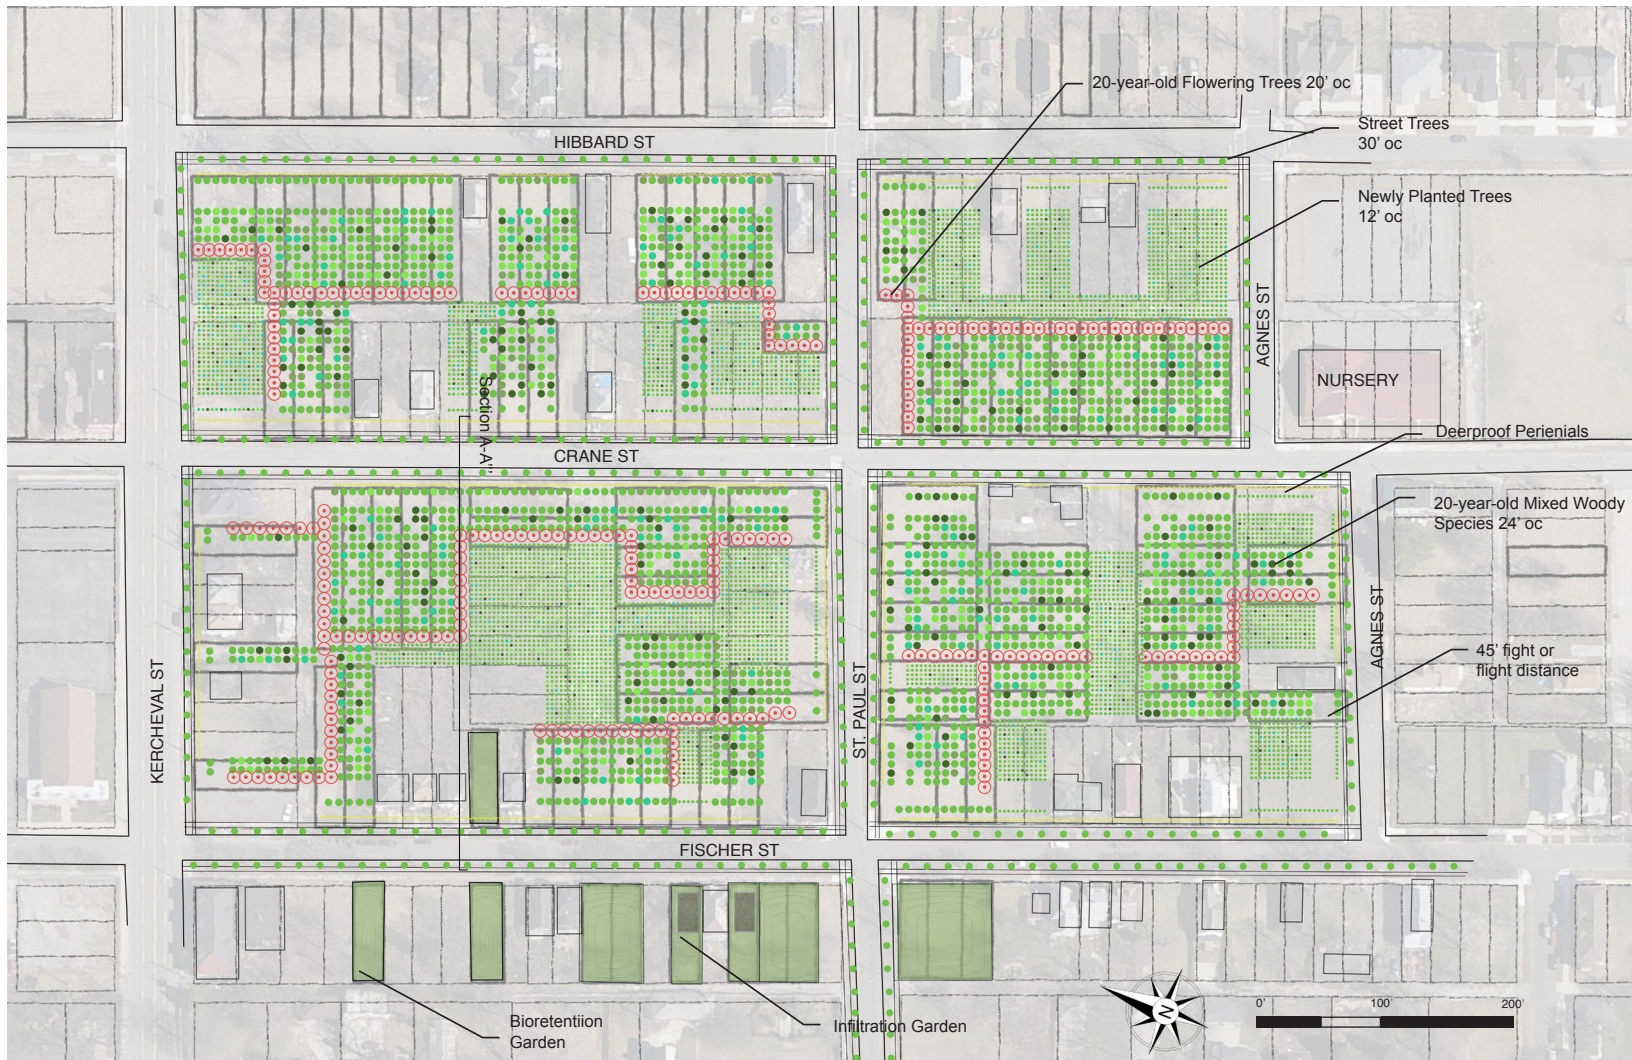 20-year-old Flowering Trees 20' oc
Street Trees
30' oc
HIBBARD ST
Newly Planted Trees
12' oc
AGNES ST
NURSERY
Section A-A''
Deerproof Perienials
CRANE ST
20-year-old Mixed Woody
Species 24' oc
AGNES ST
45' fight or
flight distance
KERCHEVAL ST
ST. PAUL ST
FISCHER ST
Bioretentiion
Garden
Infiltration Garden
N
0'
100'
200'